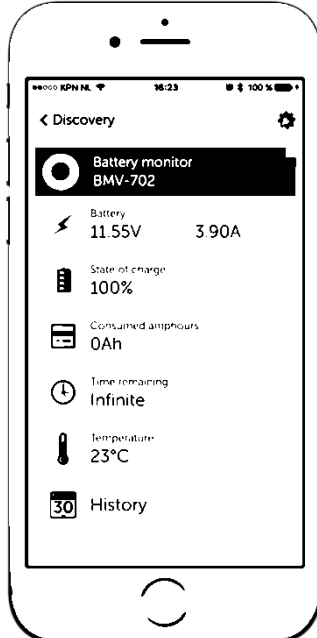 KPN NL 16:23 100 %
< Discovery
Battery monitor
BMV-702
Battery
11.55V 3.90A
State of charge
100%
Consumed amphours
0Ah
Time remaining
Infinite
Temperature
23°C
30 History